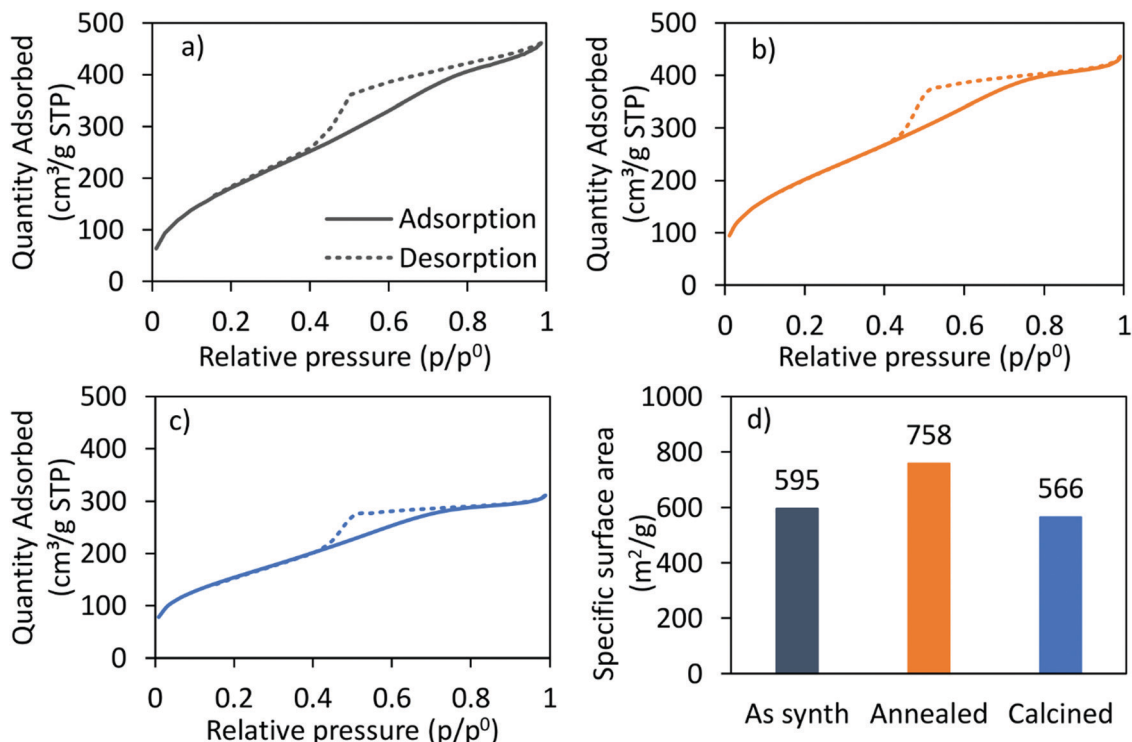 a)
Quantity Adsorbed
(cm³/g STP)
500
400
300
200
100
0
Adsorption
Desorption
0 0.2 0.4 0.6 0.8 1
Relative pressure (p/p⁰)
b)
Quantity Adsorbed
(cm³/g STP)
500
400
300
200
100
0
0 0.2 0.4 0.6 0.8 1
Relative pressure (p/p⁰)
c)
Quantity Adsorbed
(cm³/g STP)
500
400
300
200
100
0
0 0.2 0.4 0.6 0.8 1
Relative pressure (p/p⁰)
d)
Specific surface area
(m²/g)
1000
800
600
400
200
0
595
758
566
As synth Annealed Calcined